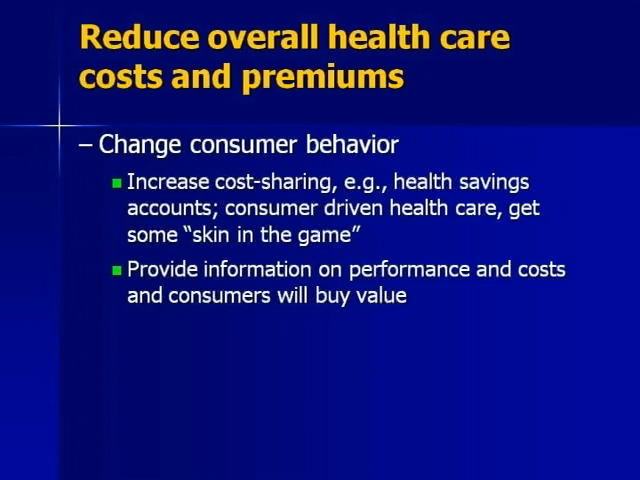 Reduce overall health care
costs and premiums
– Change consumer behavior
Increase cost-sharing, e.g., health savings
accounts; consumer driven health care, get
some “skin in the game”
Provide information on performance and costs
and consumers will buy value